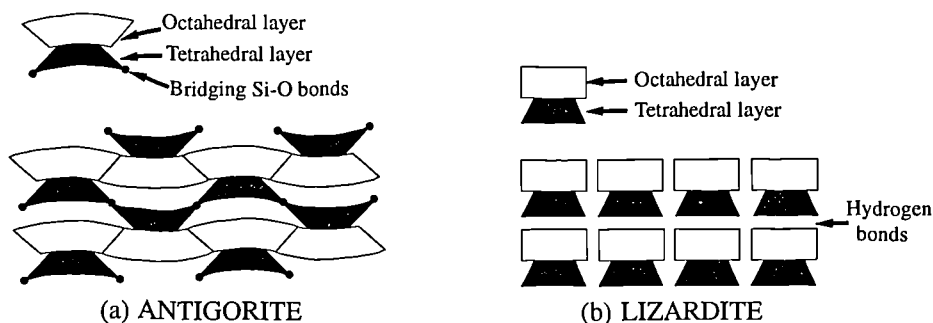 Octahedral layer
Tetrahedral layer
Bridging Si-O bonds
(a) ANTIGORITE
Octahedral layer
Tetrahedral layer
Hydrogen
bonds
(b) LIZARDITE